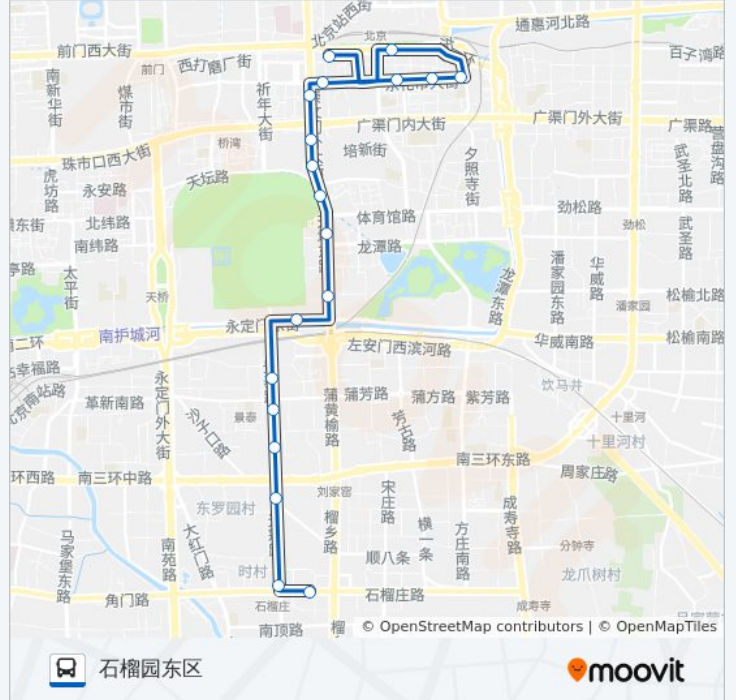 北京站西街
通惠河北路
北京
前门西大街
百子湾路
前门
西打磨厂街
南新华街
煤市街
祈年大街
广渠门内大街
广渠门外大街
广渠路
营盘沟路
桥湾
培新街
珠市口西大街
夕照寺街
武圣北路
虎坊路
天坛路
永安路
体育馆路
劲松路
北纬路
劲松
武圣路
南纬路
龙潭路
太平街
龙潭东路
潘家园东路
华威路
天桥
松榆北路
潘家园
南护城河
华威南路
松榆南路
左安门西滨河路
永定门外大街
饮马井
蒲黄榆路
蒲芳路
蒲方路
紫芳路
革新南路
沙子口路
景泰
十里河
十里河村
环西路
南三环中路
南三环东路
周家庄路
刘家窑
宋庄路
成寿寺路
东罗园村
榴乡路
横一条
马家堡东路
南苑路
大红门路
方庄南路
分钟寺
顺八条
时村
龙爪树村
角门路
石榴庄
石榴庄路
成寿寺
南顶路
榴
© OpenStreetMap contributors | © OpenMapTiles
石榴园东区
moovit